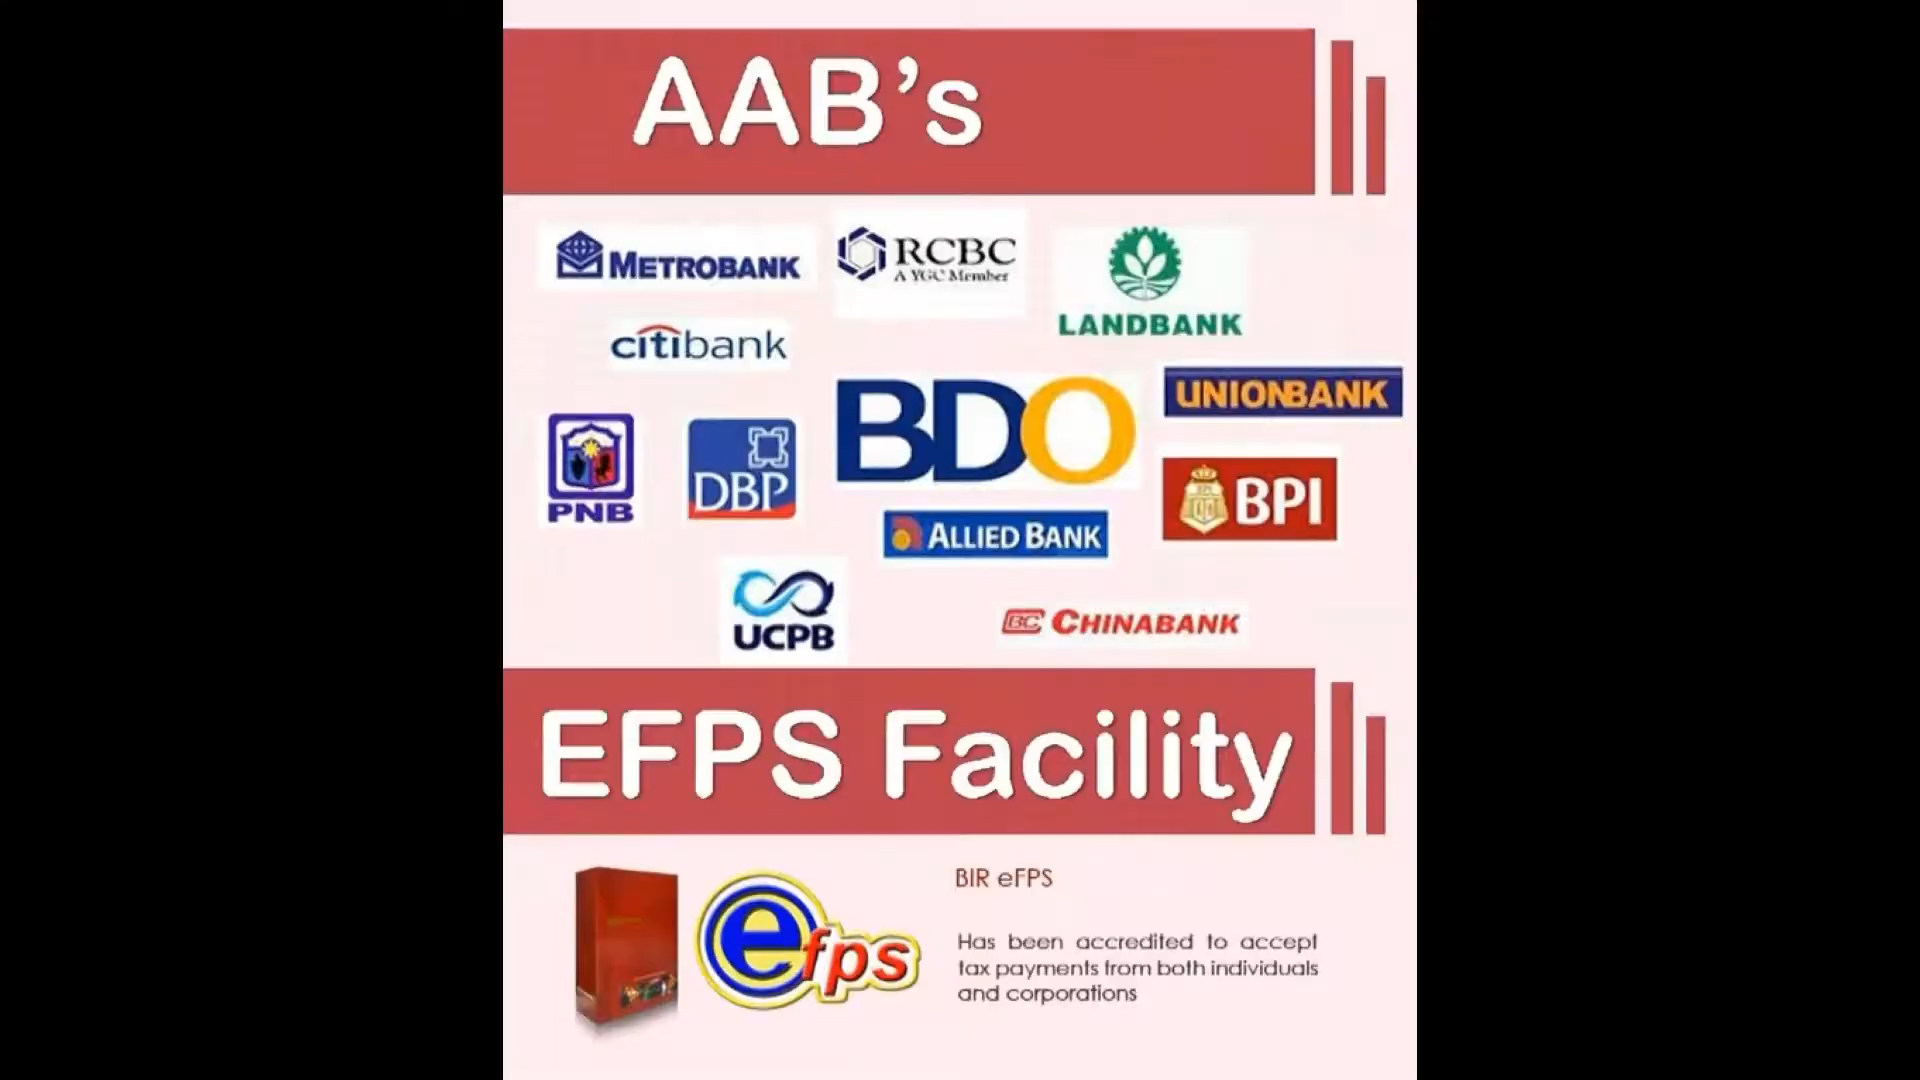 AAB's
METROBANK
RCBC
A YGC Member
LANDBANK
citibank
BDO
UNIONBANK
PNB
DBP
BPI
ALLIED BANK
UCPB
BC CHINABANK
EFPS Facility
efps
BIR eFPS
Has been accredited to accept
tax payments from both individuals
and corporations